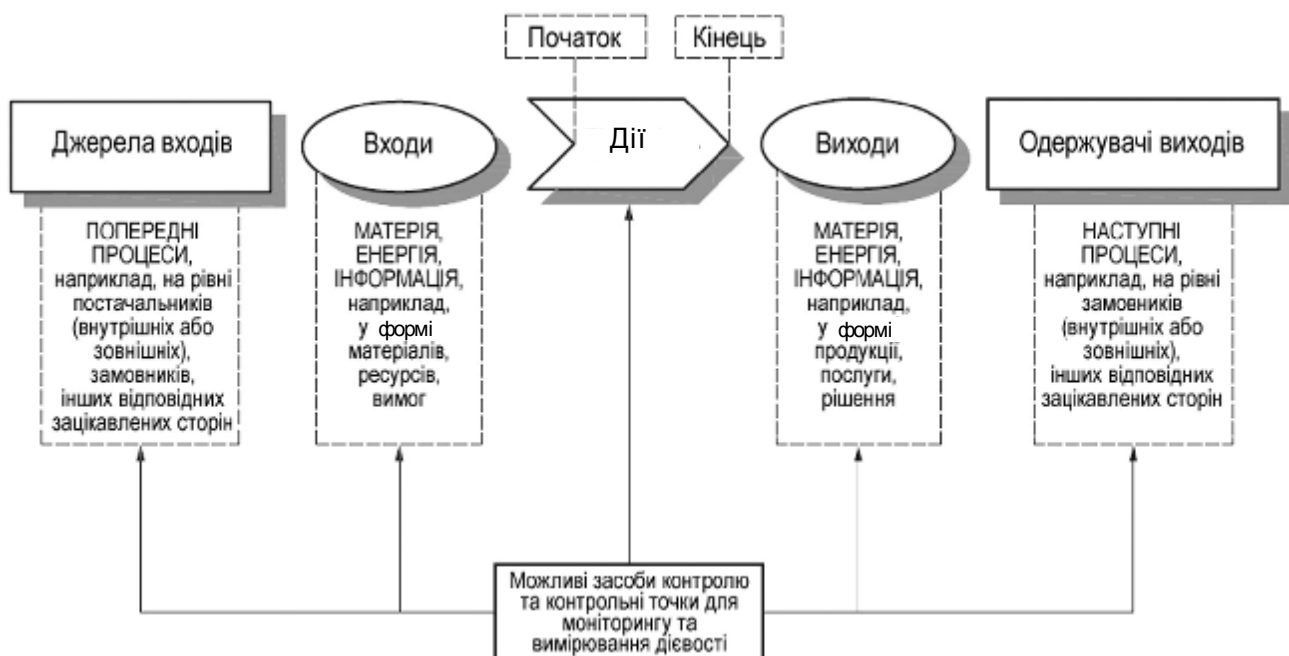 Початок
Кінець
Джерела входів
Входи
Дії
Виходи
Одержувачі виходів
ПОПЕРЕДНІ
ПРОЦЕСИ,
наприклад, на рівні
постачальників
(внутрішніх або
зовнішніх),
замовників,
інших відповідних
зацікавлених сторін
МАТЕРІЯ,
ЕНЕРГІЯ,
ІНФОРМАЦІЯ,
наприклад,
у формі
матеріалів,
ресурсів,
вимог
МАТЕРІЯ,
ЕНЕРГІЯ,
ІНФОРМАЦІЯ,
наприклад,
у формі
продукції,
послуги,
рішення
НАСТУПНІ
ПРОЦЕСИ,
наприклад, на рівні
замовників
(внутрішніх або
зовнішніх),
інших відповідних
зацікавлених сторін
Можливі засоби контролю
та контрольні точки для
моніторингу та
вимірювання дієвості